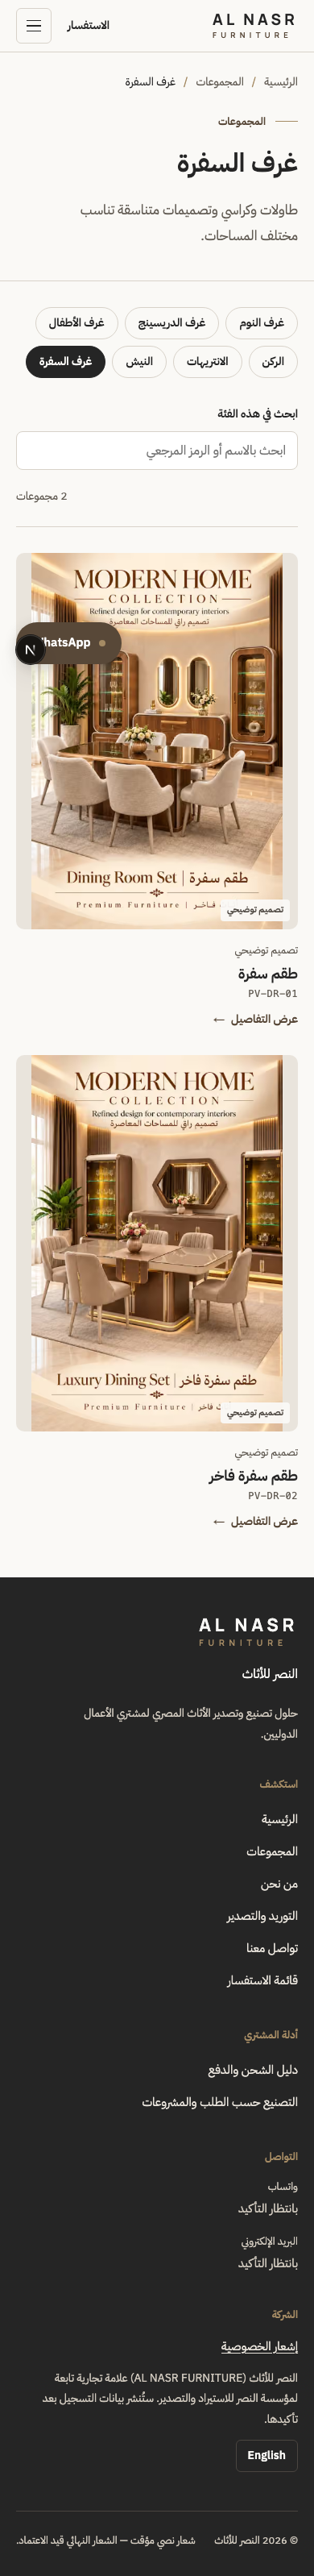 AL NASR
FURNITURE
الاستفسار
الرئيسية / المجموعات / غرف السفرة
المجموعات
غرف السفرة
طاولات وكراسي وتصميمات متناسقة تناسب
مختلف المساحات.
غرف النوم
غرف الدريسينج
غرف الأطفال
الركن
الانتريهات
النيش
غرف السفرة
ابحث في هذه الفئة
ابحث بالاسم أو الرمز المرجعي
2 مجموعات
MODERN HOME
COLLECTION
Refined design for contemporary interiors
تصميم راقٍ للمساحات المعاصرة
hatsApp
N
Dining Room Set | طقم سفرة
Premium Furniture
تصميم توضيحي
تصميم توضيحي
طقم سفرة
PV-DR-01
عرض التفاصيل ←
MODERN HOME
COLLECTION
Refined design for contemporary interiors
تصميم راقٍ للمساحات المعاصرة
Luxury Dining Set | طقم سفرة فاخر
Premium Furniture
تصميم توضيحي
تصميم توضيحي
طقم سفرة فاخر
PV-DR-02
عرض التفاصيل ←
AL NASR
FURNITURE
النصر للأثاث
حلول تصنيع وتصدير الأثاث المصري لمشتري الأعمال
الدوليين.
استكشف
الرئيسية
المجموعات
من نحن
التوريد والتصدير
تواصل معنا
قائمة الاستفسار
أدلة المشتري
دليل الشحن والدفع
التصنيع حسب الطلب والمشروعات
التواصل
واتساب
بانتظار التأكيد
البريد الإلكتروني
بانتظار التأكيد
الشركة
إشعار الخصوصية
النصر للأثاث (AL NASR FURNITURE) علامة تجارية تابعة
لمؤسسة النصر للاستيراد والتصدير. ستُنشر بيانات التسجيل بعد
تأكيدها.
English
© 2026 النصر للأثاث
شعار نصي مؤقت — الشعار النهائي قيد الاعتماد.